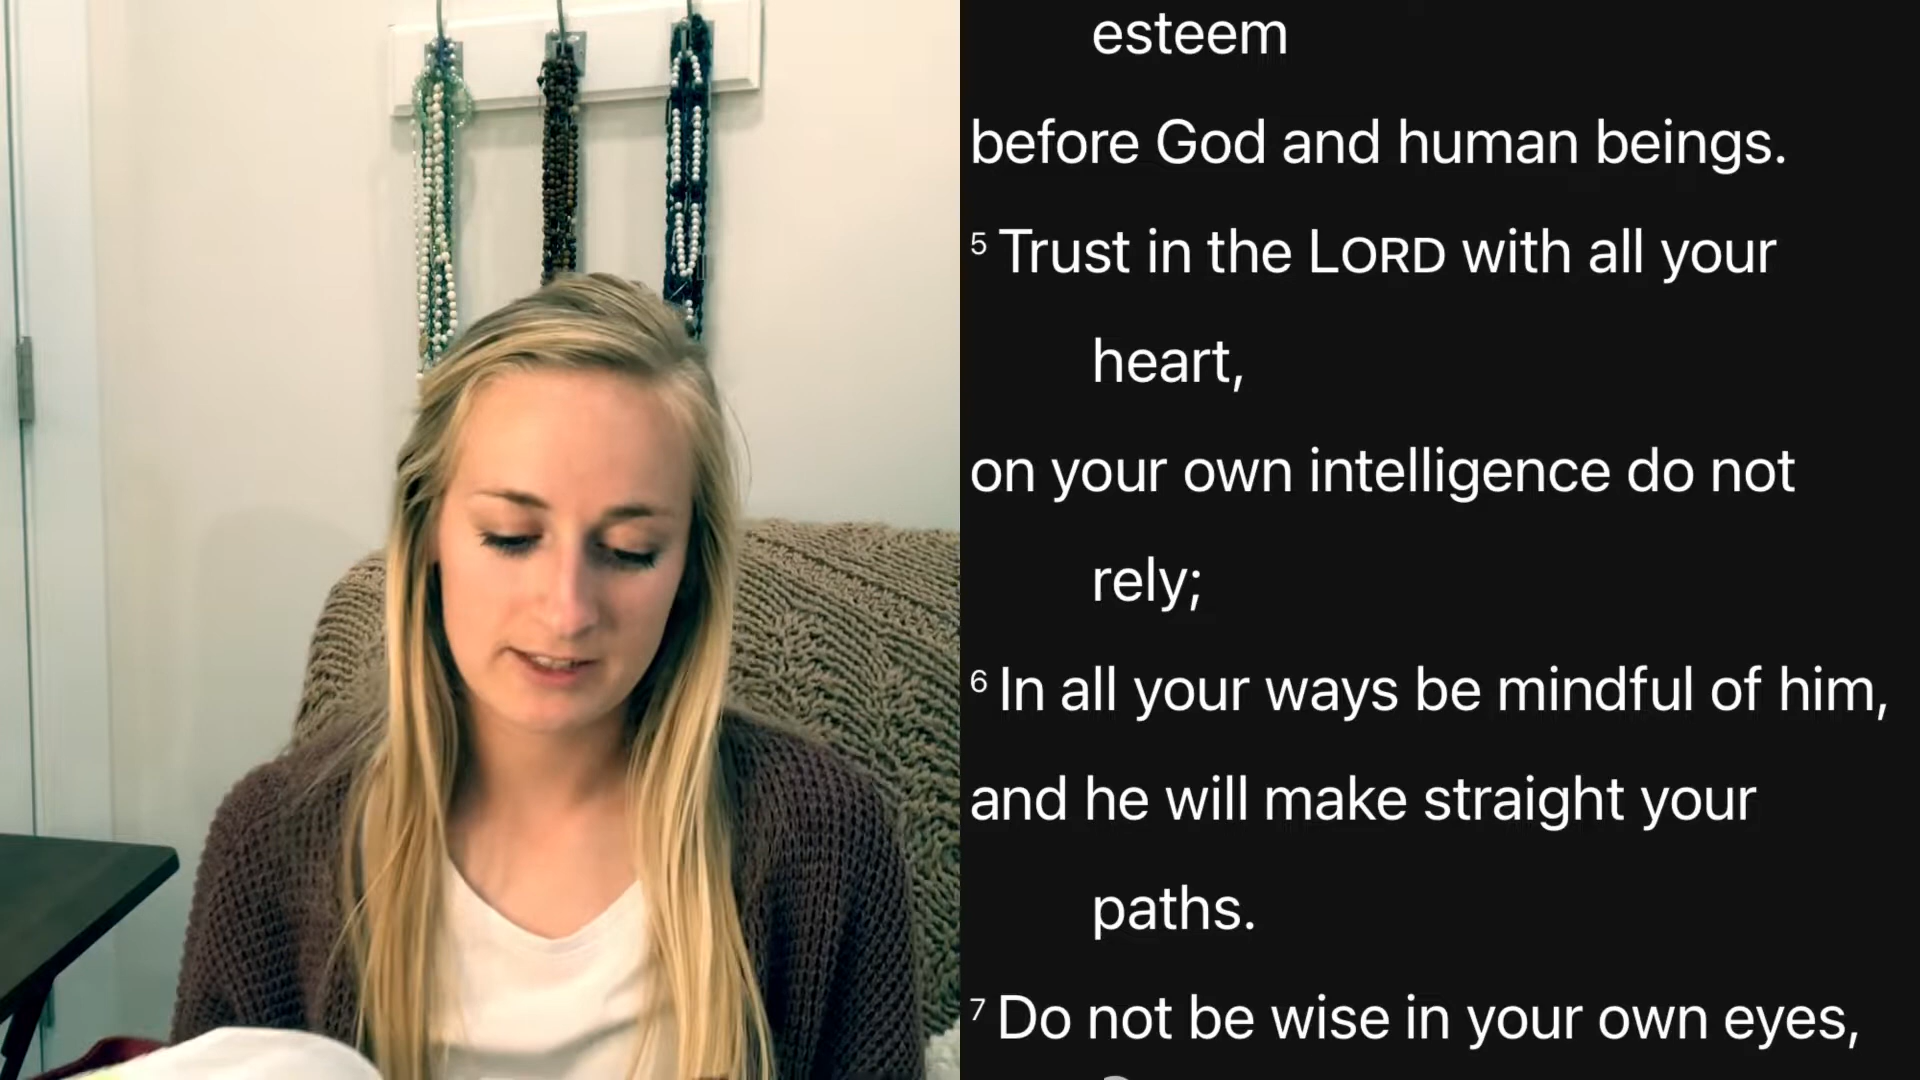 esteem
before God and human beings.
5 Trust in the LORD with all your
heart,
on your own intelligence do not
rely;
6 In all your ways be mindful of him,
and he will make straight your
paths.
7 Do not be wise in your own eyes,